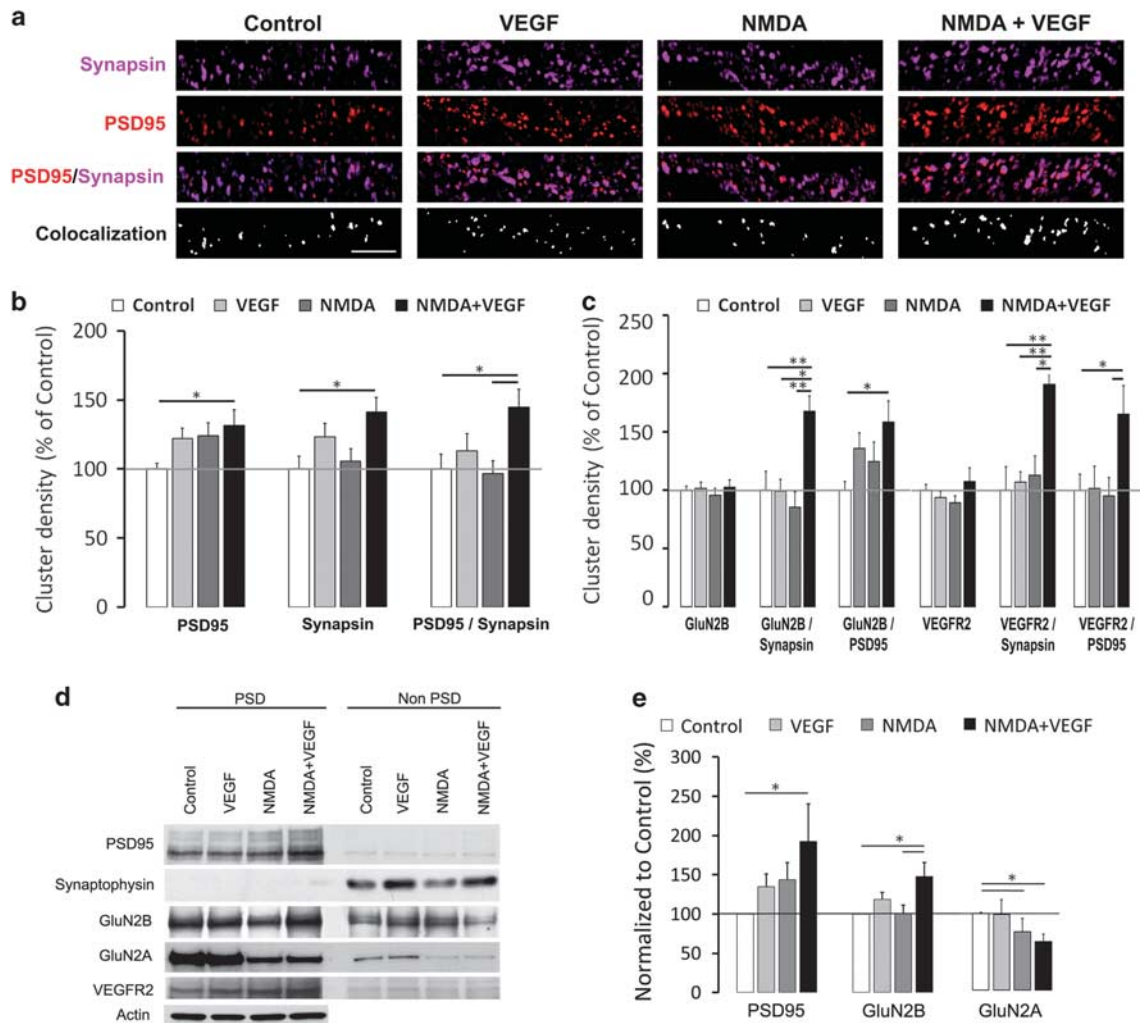 a
Control VEGF NMDA NMDA + VEGF
Synapsin
PSD95
PSD95/Synapsin
Colocalization
b
Control VEGF NMDA NMDA+VEGF
Cluster density (% of Control)
200
150
100
50
0
* * *
PSD95 Synapsin PSD95 / Synapsin
c
Control VEGF NMDA NMDA+VEGF
Cluster density (% of Control)
250
200
150
100
50
0
**
*
**
*
**
**
*
*
GluN2B GluN2B / Synapsin GluN2B / PSD95 VEGFR2 VEGFR2 / Synapsin VEGFR2 / PSD95
d
PSD Non PSD
Control VEGF NMDA NMDA+VEGF Control VEGF NMDA NMDA+VEGF
PSD95
Synaptophysin
GluN2B
GluN2A
VEGFR2
Actin
e
Control VEGF NMDA NMDA+VEGF
Normalized to Control (%)
300
250
200
150
100
50
0
* * *
PSD95 GluN2B GluN2A